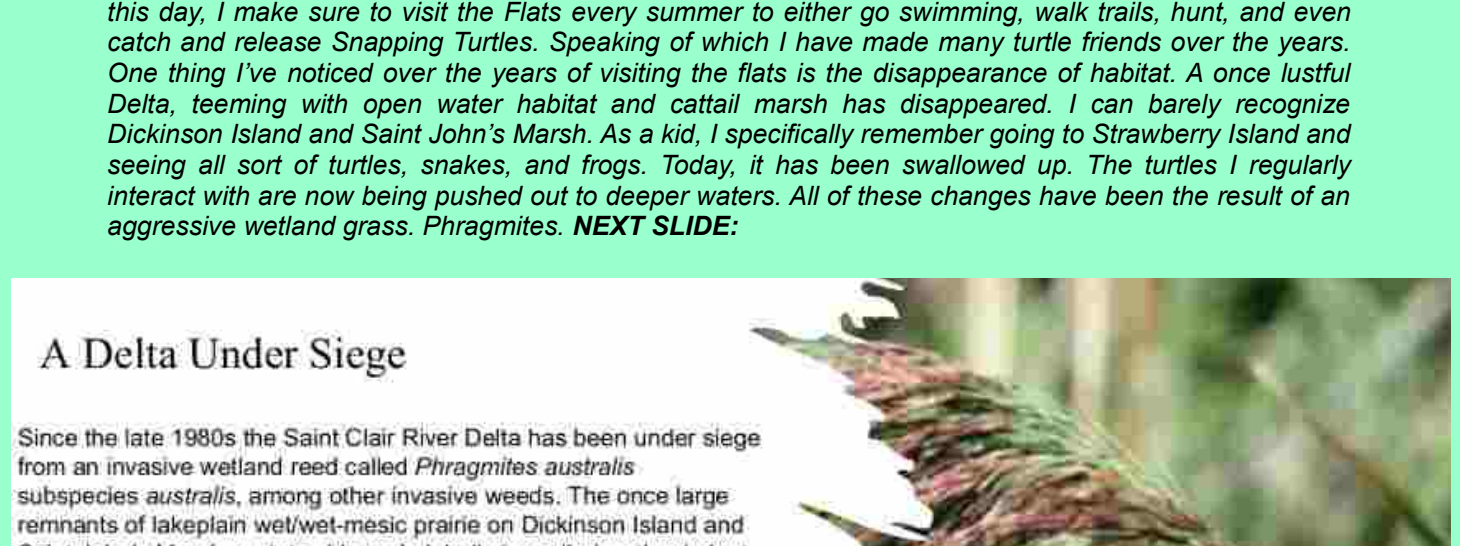 this day, I make sure to visit the Flats every summer to either go swimming, walk trails, hunt, and even
catch and release Snapping Turtles. Speaking of which I have made many turtle friends over the years.
One thing I've noticed over the years of visiting the flats is the disappearance of habitat. A once lustful
Delta, teeming with open water habitat and cattail marsh has disappeared. I can barely recognize
Dickinson Island and Saint John's Marsh. As a kid, I specifically remember going to Strawberry Island and
seeing all sort of turtles, snakes, and frogs. Today, it has been swallowed up. The turtles I regularly
interact with are now being pushed out to deeper waters. All of these changes have been the result of an
aggressive wetland grass. Phragmites. NEXT SLIDE:
A Delta Under Siege
Since the late 1980s the Saint Clair River Delta has been under siege
from an invasive wetland reed called Phragmites australis
subspecies australis, among other invasive weeds. The once large
remnants of lakeplain wet/wet-mesic prairie on Dickinson Island and